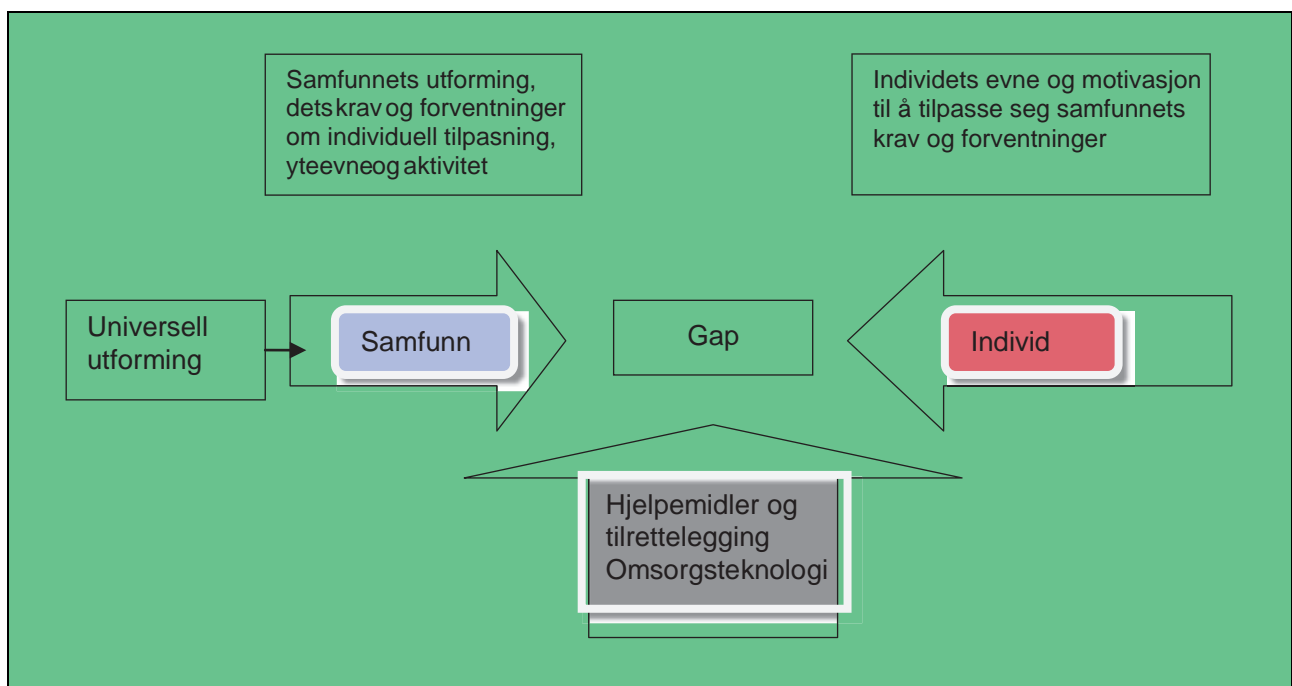 Samfunnets utforming,
dets krav og forventninger
om individuell tilpasning,
yteevne og aktivitet
Individets evne og motivasjon
til å tilpasse seg samfunnets
krav og forventninger
Universell
utforming
Samfunn
Gap
Individ
Hjelpemidler og
tilrettelegging
Omsorgsteknologi